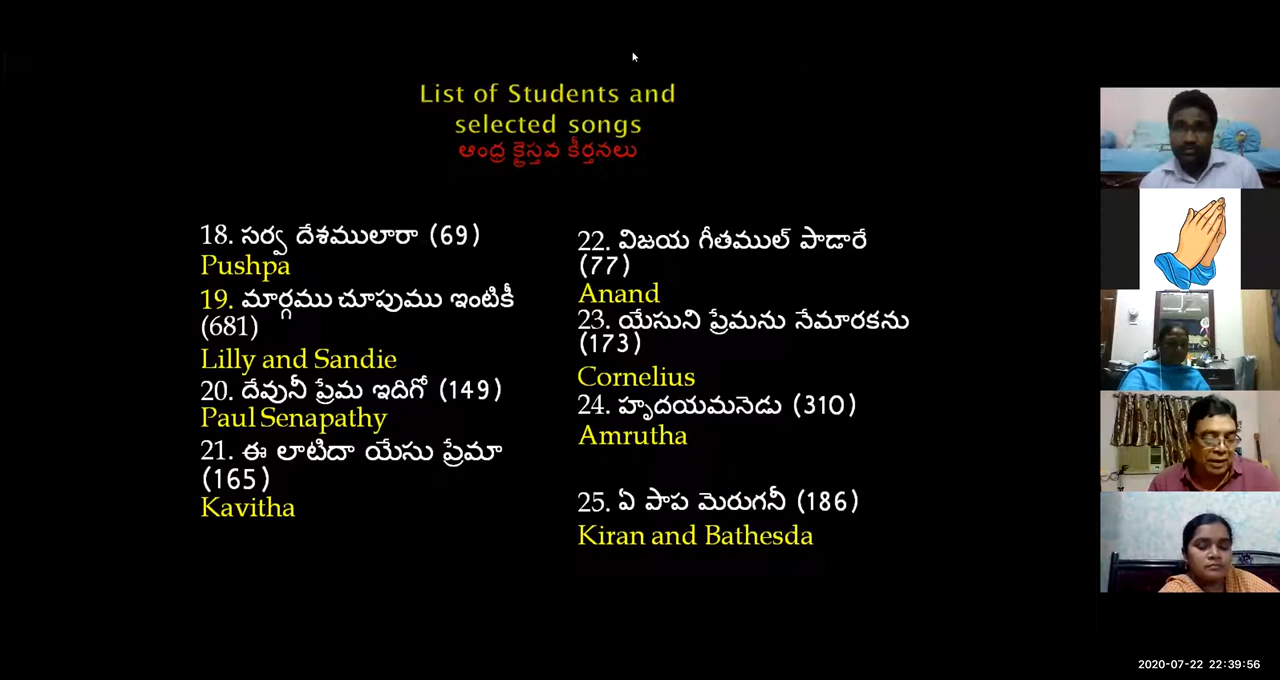 List of Students and
selected songs
ఆంధ్ర క్రైస్తవ కీర్తనలు
18. సర్వ దేశములారా (69)
Pushpa
19. మార్గము చూపుము ఇంటికీ
(681)
Lilly and Sandie
20. దేవునీ ప్రేమ ఇదిగో (149)
Paul Senapathy
21. ఈ లాటిదా యేసు ప్రేమా
(165)
Kavitha
22. విజయ గీతముల్ పాడారే
(77)
Anand
23. యేసుని ప్రేమను నేమారకను
(173)
Cornelius
24. హృదయమనెడు (310)
Amrutha
25. ఏ పాప మెరుగనీ (186)
Kiran and Bathesda
2020-07-22 22:39:56